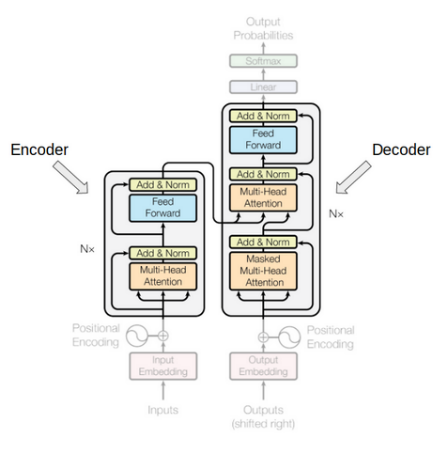 Output
Probabilities
Softmax
Linear
Add & Norm
Feed
Forward
Add & Norm
Multi-Head
Attention
Add & Norm
Masked
Multi-Head
Attention
Nx
Decoder
Encoder
Add & Norm
Feed
Forward
Add & Norm
Multi-Head
Attention
Nx
Positional
Encoding
Input
Embedding
Inputs
Positional
Encoding
Output
Embedding
Outputs
(shifted right)